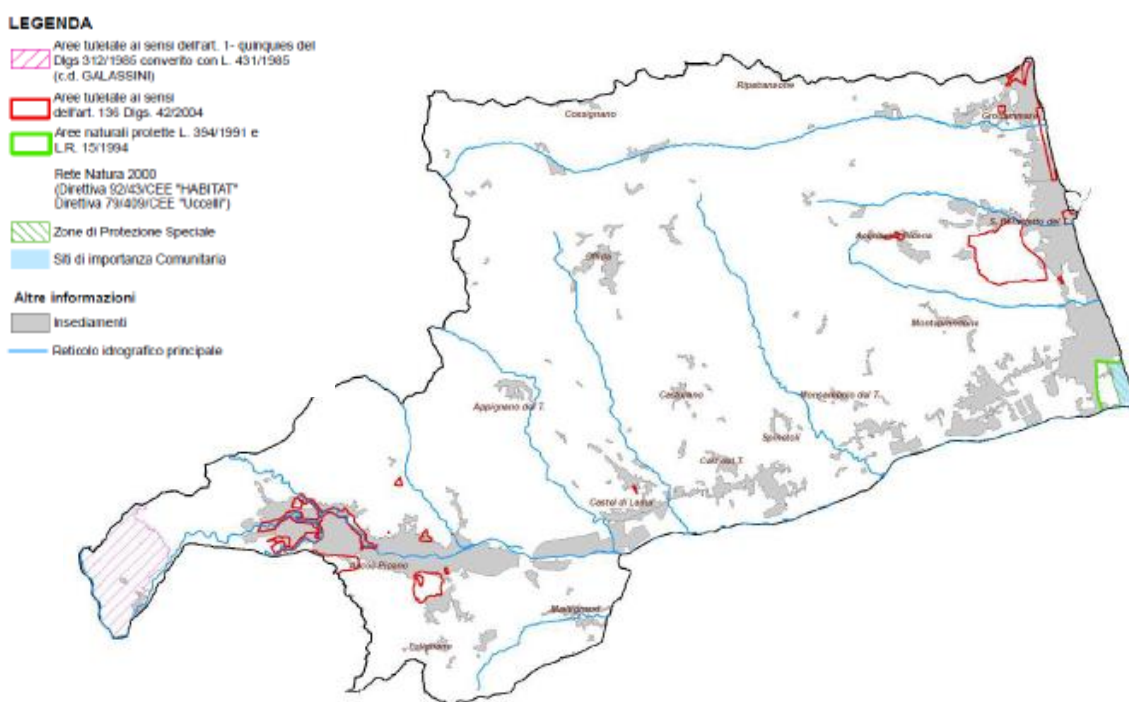 LEGENDA
Aree tutelate ai sensi dell'art. 1- quinquies del
Dlgs 312/1985 converito con L. 431/1985
(c.d. GALASSINI)
Aree tutelate ai sensi
dell'art. 136 Dlgs. 42/2004
Aree naturali protette L. 394/1991 e
L.R. 15/1994
Rete Natura 2000
(Direttiva 92/43/CEE "HABITAT"
Direttiva 79/409/CEE "Uccelli")
Zone di Protezione Speciale
Siti di importanza Comunitaria
Altre informazioni
Insediamenti
Reticolo idrografico principale
Ripatransone
Cossignano
Grottammare
S. Benedetto del T.
Acquaviva Picena
Offida
Monteprandone
Appignano del T.
Castorano
Monsampolo del T.
Spinetoli
Colli del T.
Castel di Lama
Ascoli Piceno
Maltignano
Folignano